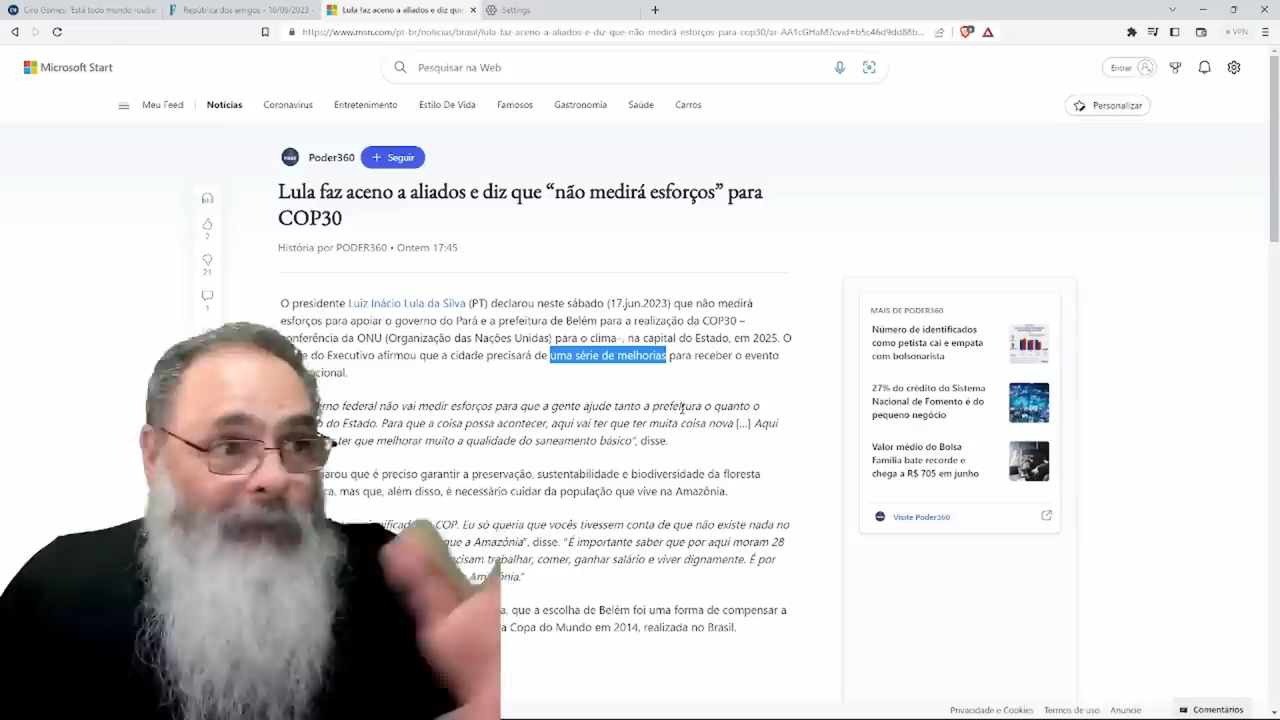 Ciro Gomes: 'Está todo mundo rouban
República dos amigos - 16/06/2023 -
Lula faz aceno a aliados e diz que
Settings
https://www.msn.com/pt-br/noticias/brasil/lula-faz-aceno-a-aliados-e-diz-que-não-medirá-esforços-para-cop30/ar-AA1cGHaM?cvid=b5c46d9dd88b...
VPN
Microsoft Start
Pesquisar na Web
Entrar
Meu Feed
Notícias
Coronavirus
Entretenimento
Estilo De Vida
Famosos
Gastronomia
Saúde
Carros
Personalizar
Poder360
Seguir
Lula faz aceno a aliados e diz que “não medirá esforços” para
COP30
História por PODER360 • Ontem 17:45
2
21
1
O presidente Luiz Inácio Lula da Silva (PT) declarou neste sábado (17.jun.2023) que não medirá
esforços para apoiar o governo do Pará e a prefeitura de Belém para a realização da COP30 –
onferência da ONU (Organização das Nações Unidas) para o clima–, na capital do Estado, em 2025. O
e do Executivo afirmou que a cidade precisará de uma série de melhorias para receber o evento
cional.
no federal não vai medir esforços para que a gente ajude tanto a prefeitura o quanto o
do Estado. Para que a coisa possa acontecer, aqui vai ter que ter muita coisa nova [...] Aqui
ter que melhorar muito a qualidade do saneamento básico”, disse.
arou que é preciso garantir a preservação, sustentabilidade e biodiversidade da floresta
ca, mas que, além disso, é necessário cuidar da população que vive na Amazônia.
COP. Eu só queria que vocês tivessem conta de que não existe nada no
que a Amazônia”, disse. “É importante saber que por aqui moram 28
cisam trabalhar, comer, ganhar salário e viver dignamente. É por
Amazônia.”
, que a escolha de Belém foi uma forma de compensar a
a Copa do Mundo em 2014, realizada no Brasil.
MAIS DE PODER360
Número de identificados
como petista cai e empata
com bolsonarista
27% do crédito do Sistema
Nacional de Fomento é do
pequeno negócio
Valor médio do Bolsa
Família bate recorde e
chega a R$ 705 em junho
Visite Poder360
Privacidade e Cookies
Termos de uso
Anuncie
Comentários